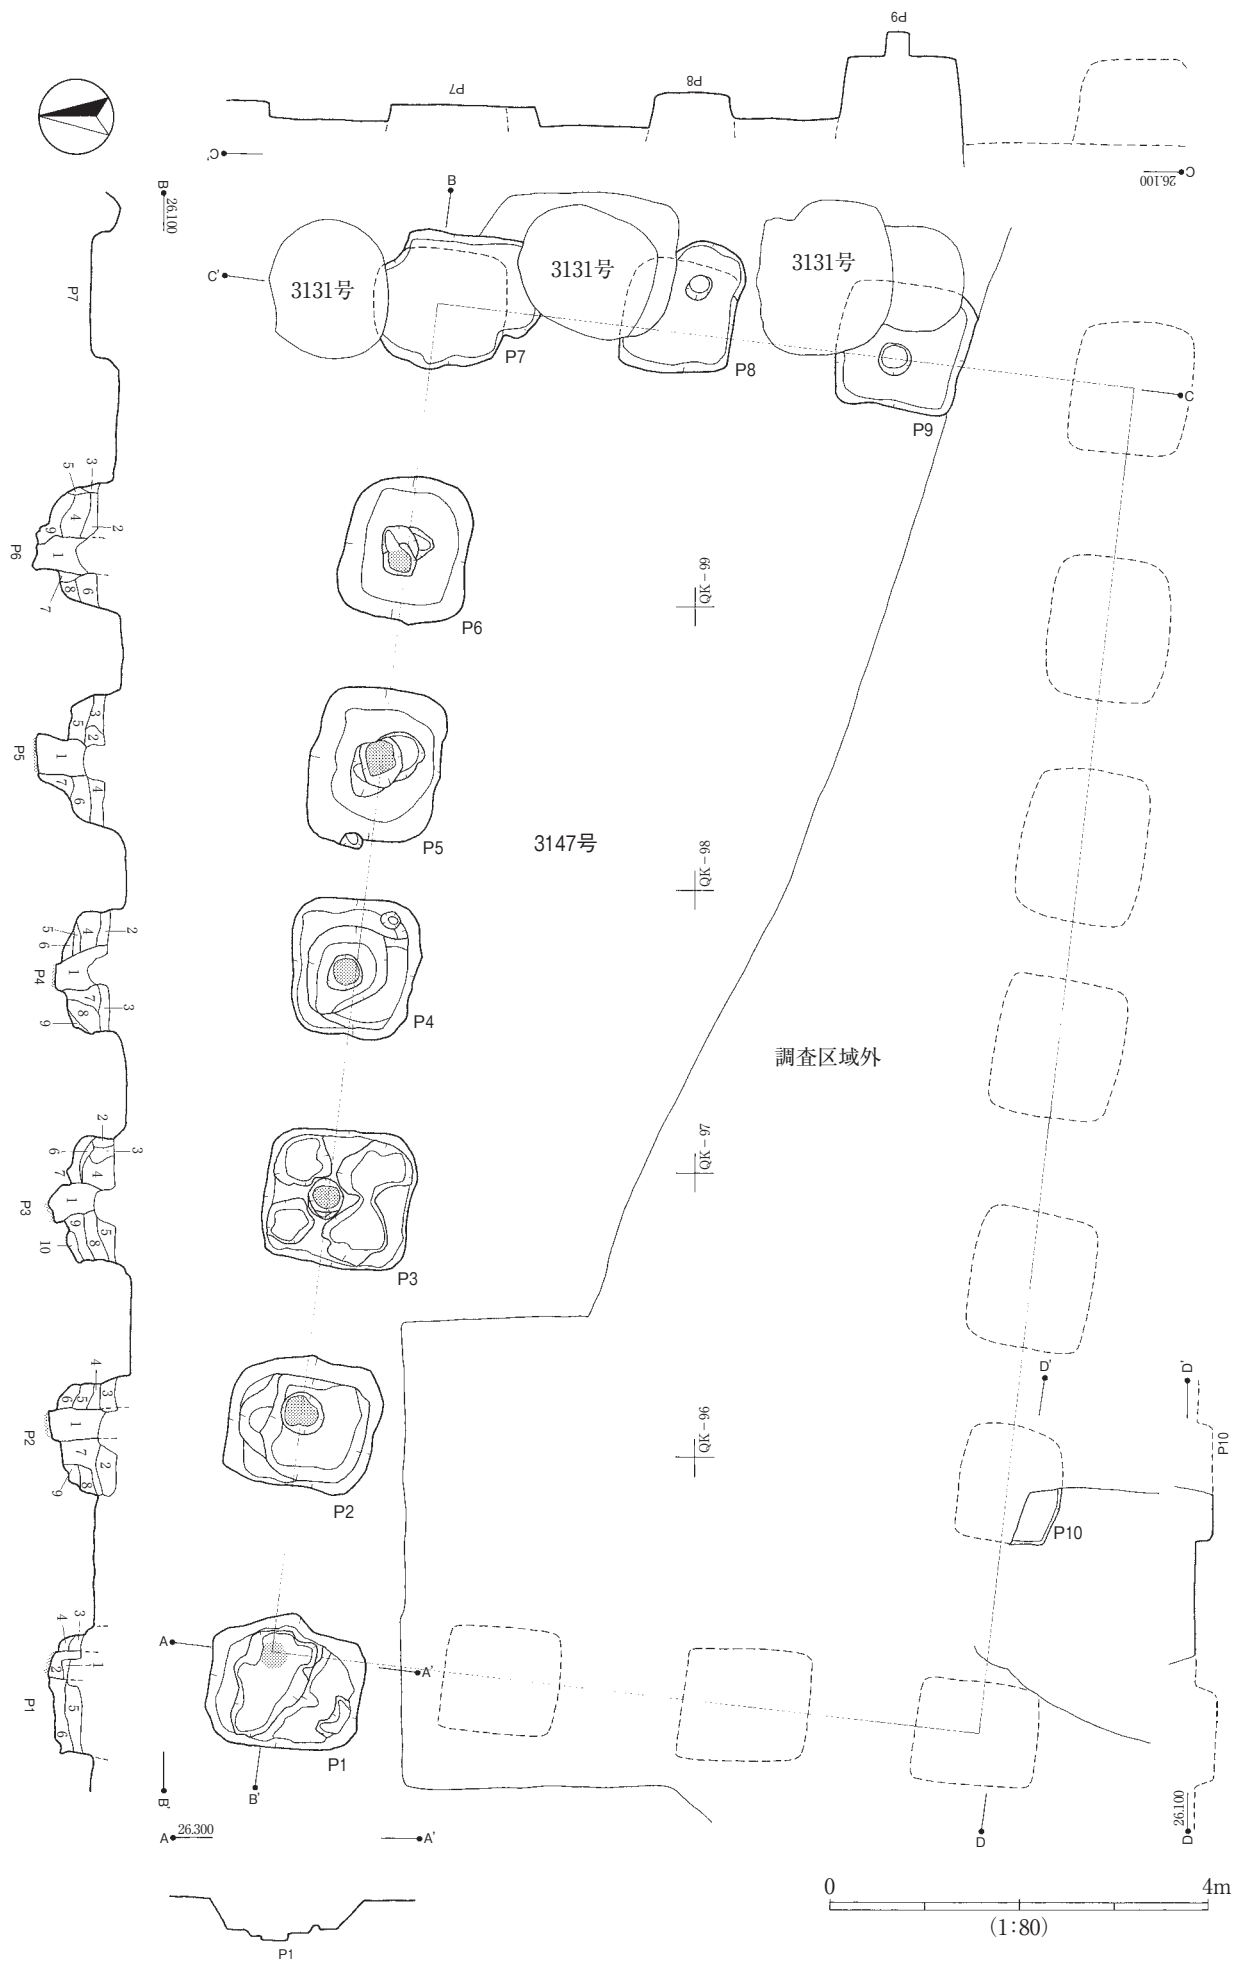 P9
P8
P7
C'
C
26.100
B
26.100
B
C'
3131号
3131号
3131号
P7
P8
P9
C
P7
3
5
4
2
9
1
6
8
7
P6
P6
QK－99
3
5
2
1
4
7
6
P5
P5
3147号
QK－98
2
4
5
6
1
7
3
8
9
P4
P4
調査区域外
2
3
6
4
7
1
5
9
8
10
P3
P3
QK－97
D'
D'
4
3
5
6
1
7
2
8
9
P2
P2
QK－96
P10
P10
3
4
1
2
5
6
P1
A
A'
P1
B'
B'
A
26.300
A'
D
26.100
D
P1
0
4m
(1:80)